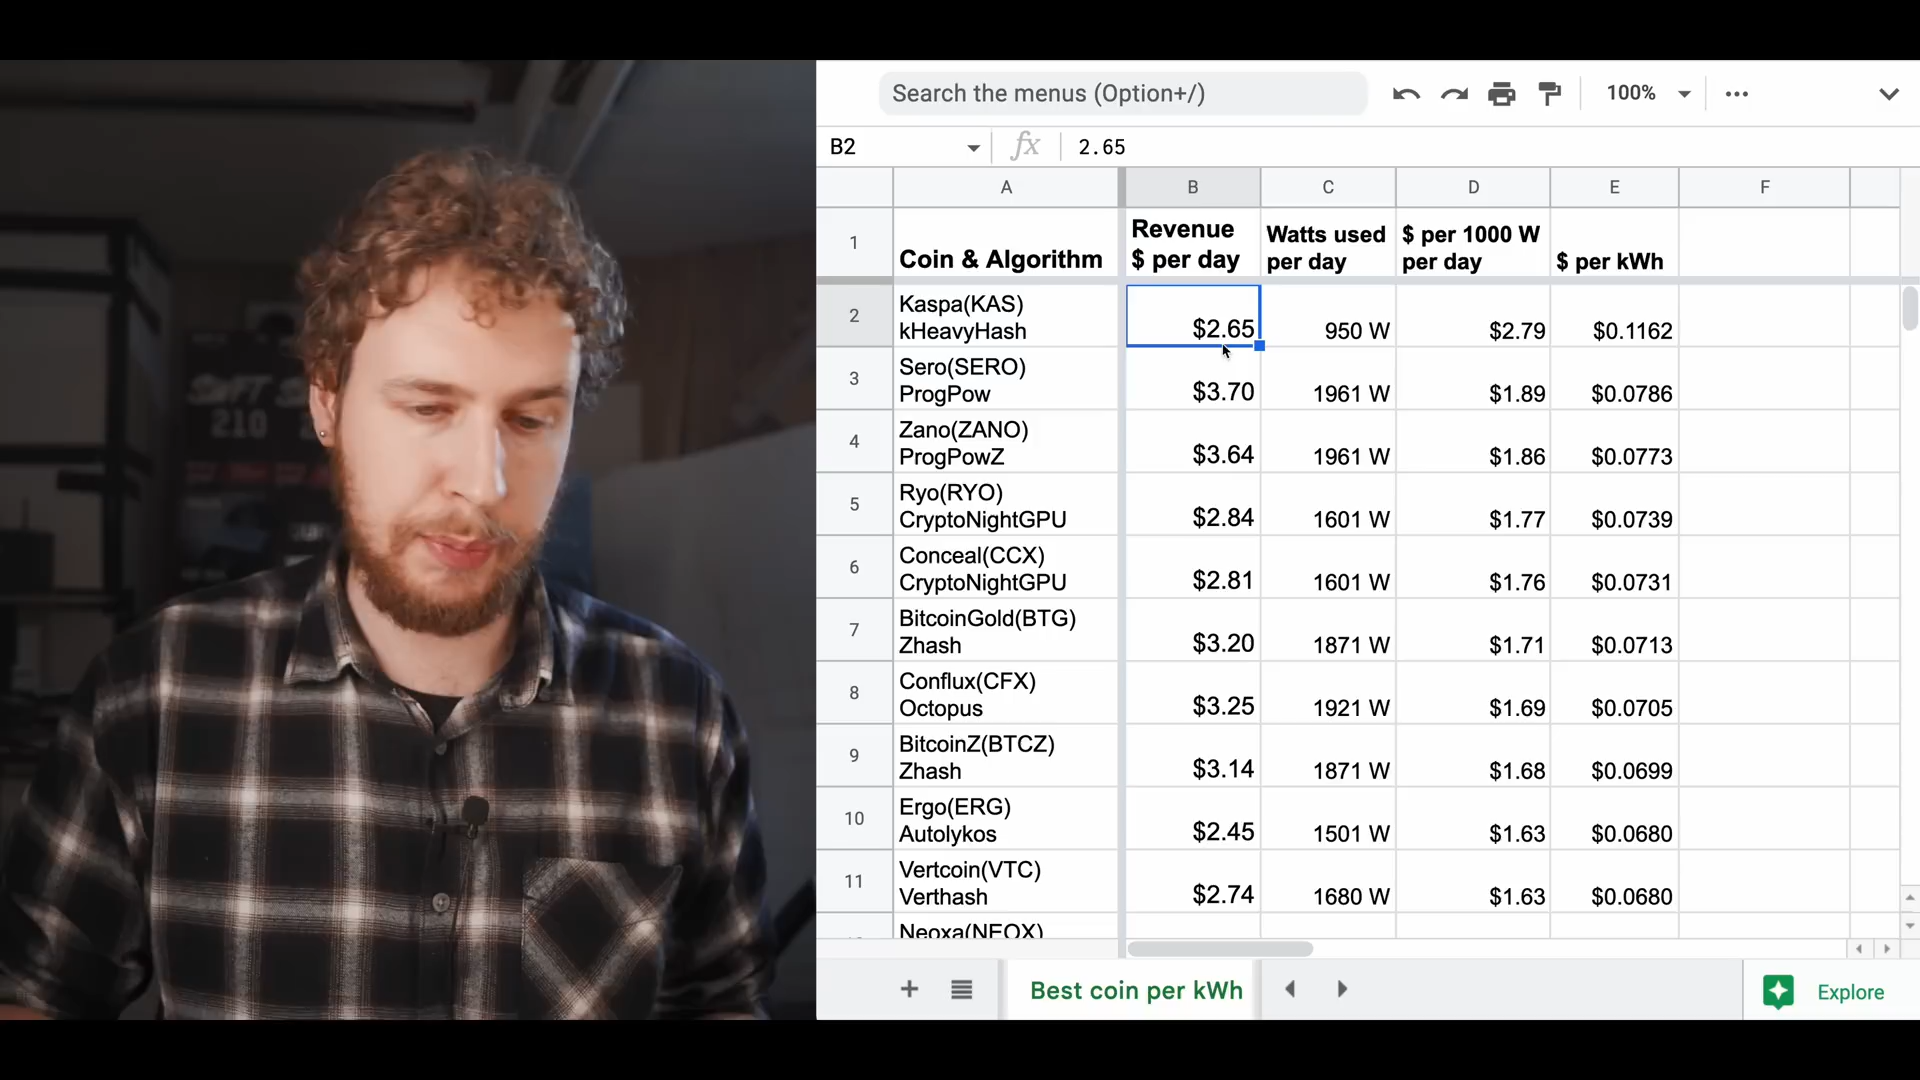 Search the menus (Option+/)
100%
B2
fx
2.65
A B C D E F
1
Coin & Algorithm
Revenue
$ per day
Watts used
per day
$ per 1000 W
per day
$ per kWh
2
Kaspa(KAS)
kHeavyHash
$2.65 950 W $2.79 $0.1162
3
Sero(SERO)
ProgPow
$3.70 1961 W $1.89 $0.0786
4
Zano(ZANO)
ProgPowZ
$3.64 1961 W $1.86 $0.0773
5
Ryo(RYO)
CryptoNightGPU
$2.84 1601 W $1.77 $0.0739
6
Conceal(CCX)
CryptoNightGPU
$2.81 1601 W $1.76 $0.0731
7
BitcoinGold(BTG)
Zhash
$3.20 1871 W $1.71 $0.0713
8
Conflux(CFX)
Octopus
$3.25 1921 W $1.69 $0.0705
9
BitcoinZ(BTCZ)
Zhash
$3.14 1871 W $1.68 $0.0699
10
Ergo(ERG)
Autolykos
$2.45 1501 W $1.63 $0.0680
11
Vertcoin(VTC)
Verthash
$2.74 1680 W $1.63 $0.0680
Neoxa(NEOX)
Best coin per kWh
Explore
210